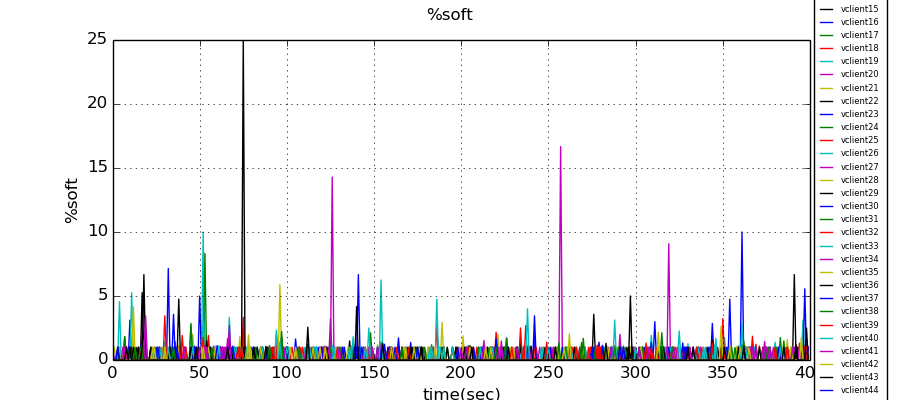 %soft
%soft
25
20
15
10
5
0
0 50 100 150 200 250 300 350 40
time(sec)
vclient15
vclient16
vclient17
vclient18
vclient19
vclient20
vclient21
vclient22
vclient23
vclient24
vclient25
vclient26
vclient27
vclient28
vclient29
vclient30
vclient31
vclient32
vclient33
vclient34
vclient35
vclient36
vclient37
vclient38
vclient39
vclient40
vclient41
vclient42
vclient43
vclient44